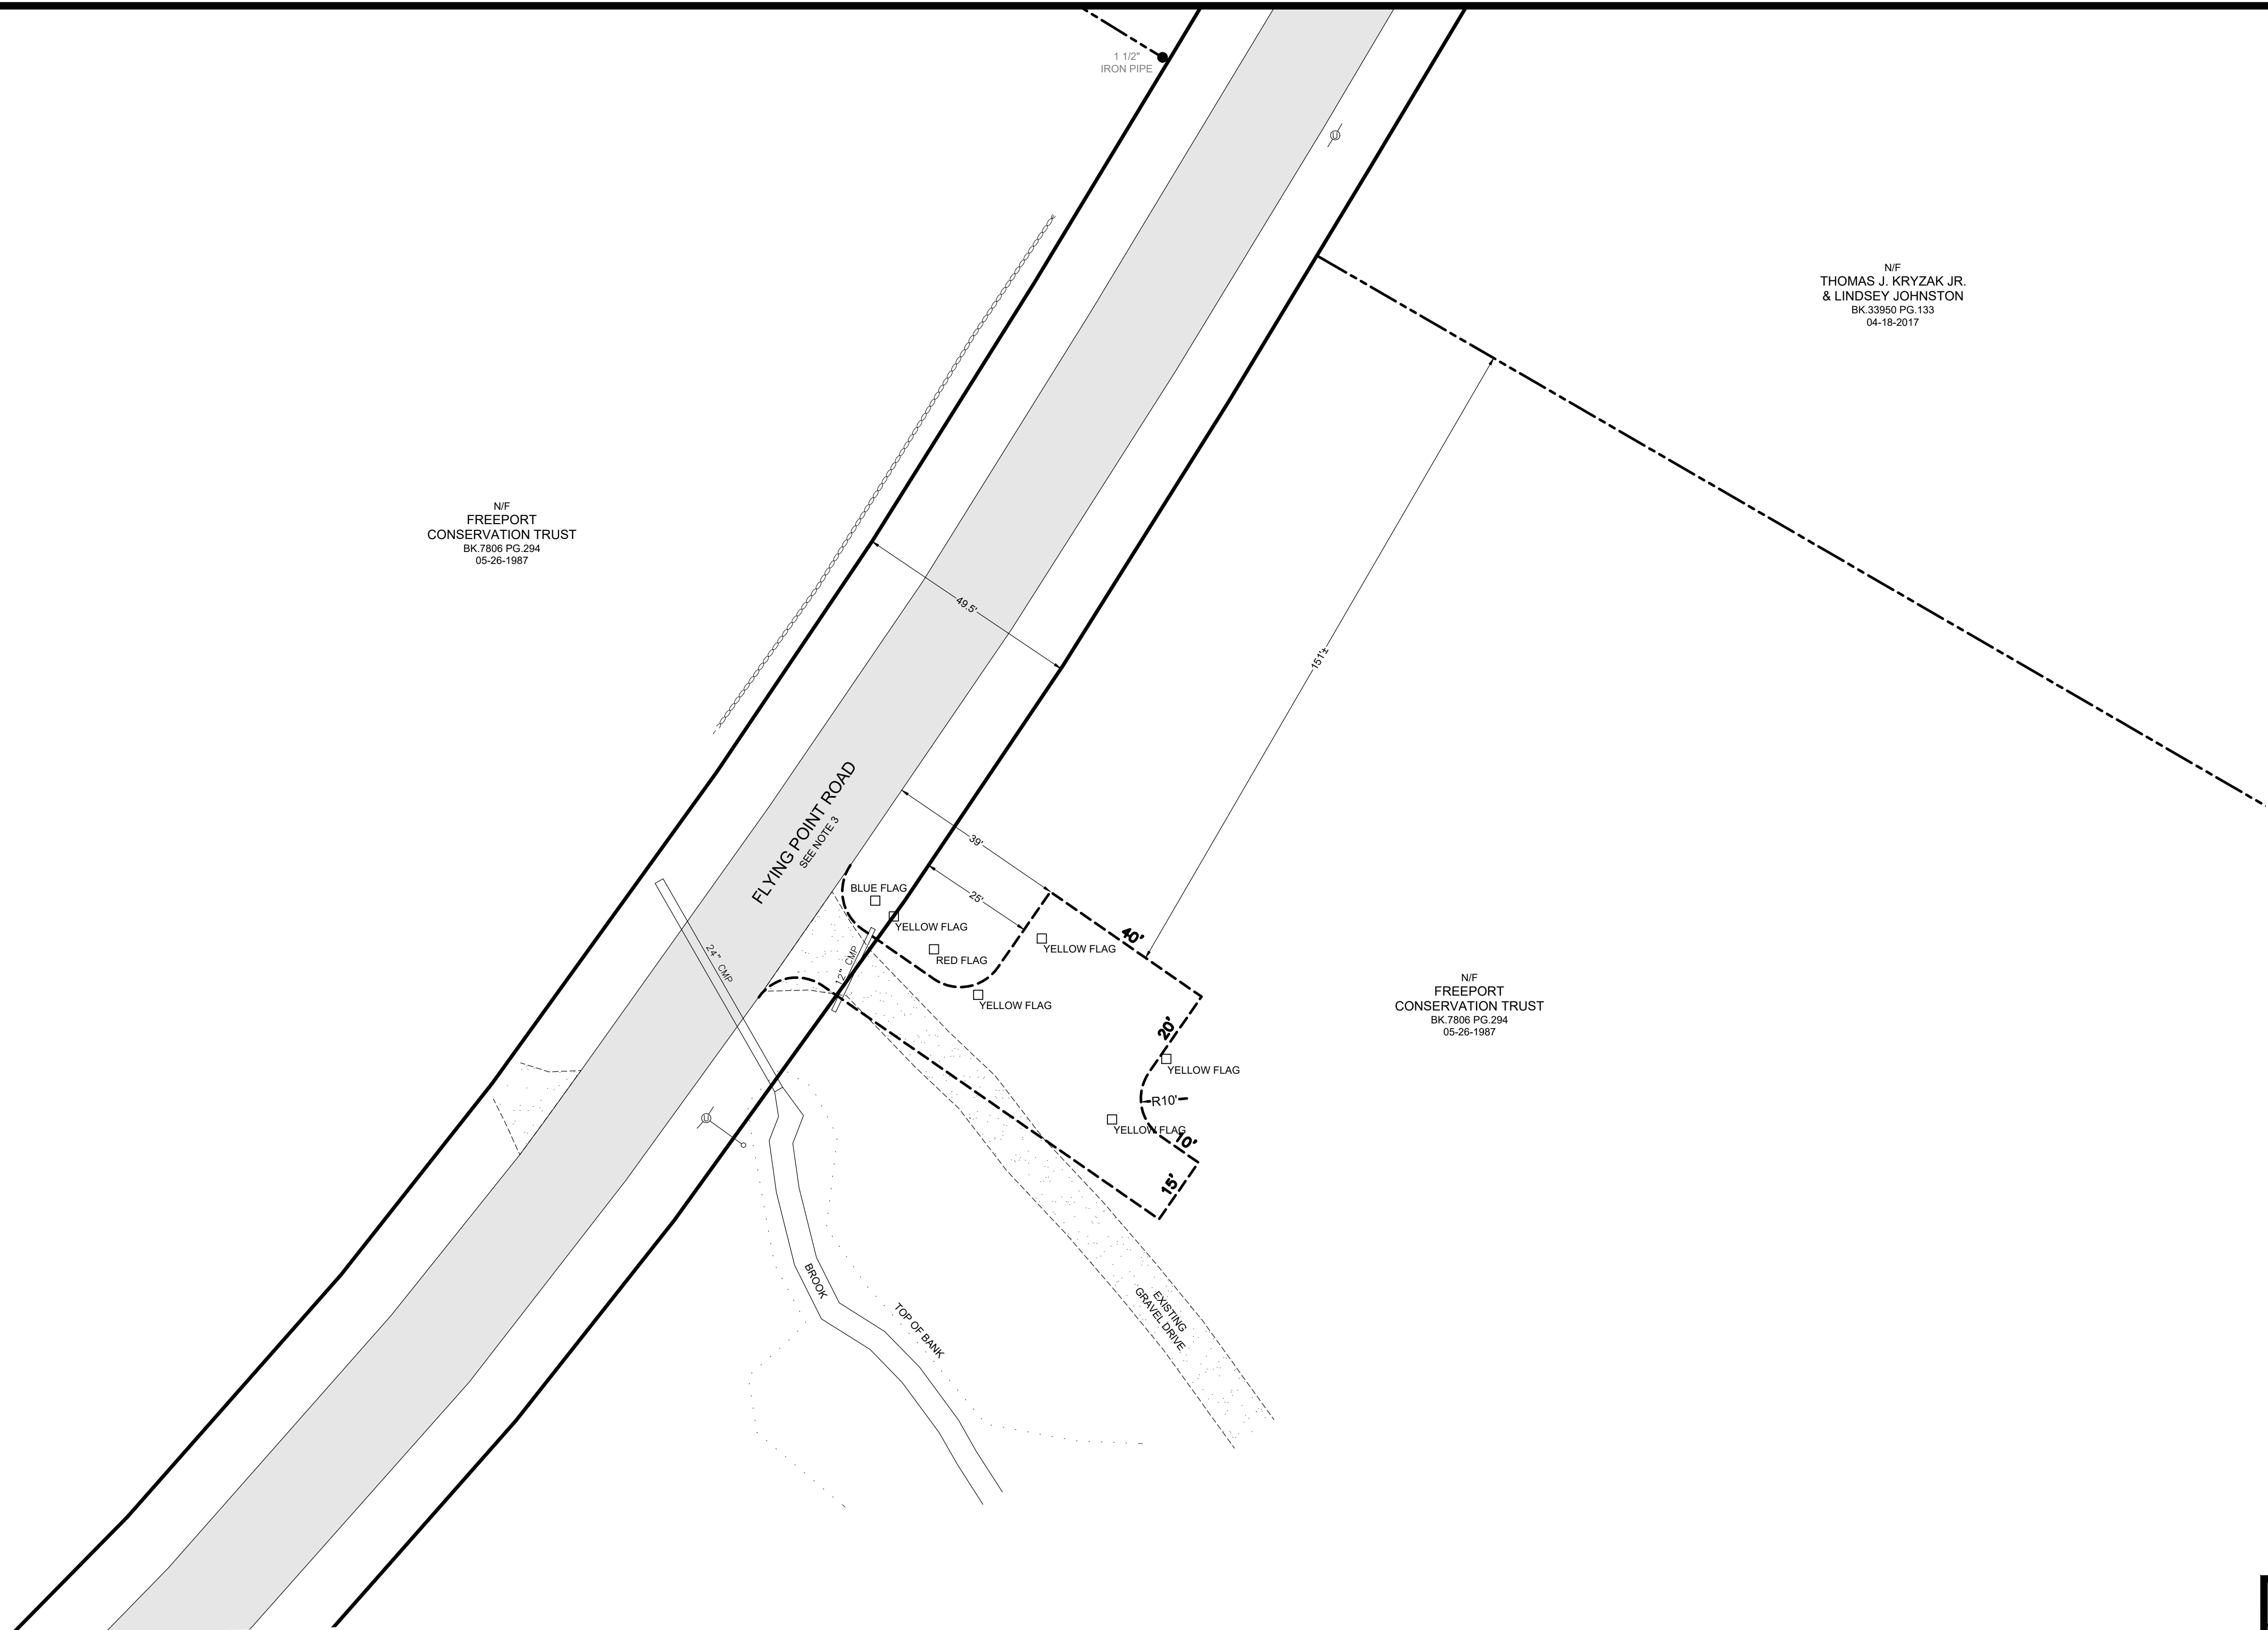 1 1/2"
IRON PIPE
U
N/F
THOMAS J. KRYZAK JR.
& LINDSEY JOHNSTON
BK.33950 PG.133
04-18-2017
N/F
FREEPORT
CONSERVATION TRUST
BK.7806 PG.294
05-26-1987
49.5'
151'±
FLYING POINT ROAD
SEE NOTE 3
39'
25'
BLUE FLAG
YELLOW FLAG
RED FLAG
YELLOW FLAG
40'
24" CMP
12" CMP
YELLOW FLAG
N/F
FREEPORT
CONSERVATION TRUST
BK.7806 PG.294
05-26-1987
20'
YELLOW FLAG
R10'
U
YELLOW FLAG
10'
15'
BROOK
TOP OF BANK
EXISTING
GRAVEL DRIVE